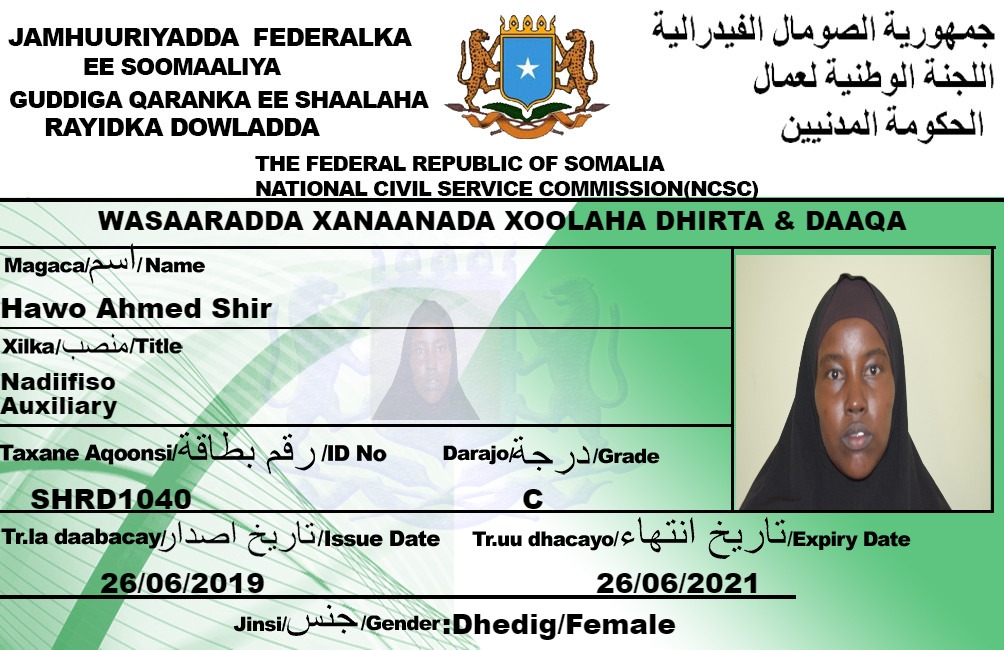 JAMHUURIYADDA FEDERALKA
EE SOOMAALIYA
GUDDIGA QARANKA EE SHAALAHA
RAYIDKA DOWLADDA
جمهورية الصومال الفيدرالية
اللجنة الوطنية لعمال
الحكومة المدنيين
THE FEDERAL REPUBLIC OF SOMALIA
NATIONAL CIVIL SERVICE COMMISSION(NCSC)
WASAARADDA XANAANADA XOOLAHA DHIRTA & DAAQA
Magaca/اسم/Name
Hawo Ahmed Shir
Xilka/منصب/Title
Nadiifiso
Auxiliary
Taxane Aqoonsi/رقم بطاقة/ID No
SHRD1040
Darajo/درجة/Grade
C
Tr.la daabacay/تاريخ اصدار/Issue Date
26/06/2019
Tr.uu dhacayo/تاريخ انتهاء/Expiry Date
26/06/2021
Jinsi/جنس/Gender:Dhedig/Female